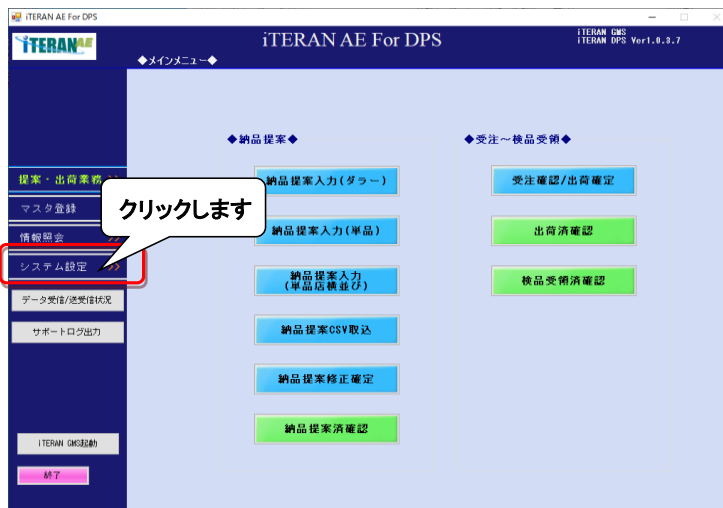 iTERAN AE For DPS
iTERAN AE
iTERAN AE For DPS
iTERAN GMS
iTERAN DPS Ver1.0.3.7
◆メインメニュー◆
◆納品提案◆
◆受注～検品受領◆
提案・出荷業務 >>
納品提案入力(ダラー)
受注確認/出荷確定
マスタ登録
クリックします
納品提案入力(単品)
出荷済確認
情報照会 >>
システム設定 >>
納品提案入力
(単品店横並び)
検品受領済確認
データ受信/送受信状況
サポートログ出力
納品提案CSV取込
納品提案修正確定
納品提案済確認
iTERAN GMS起動
終了